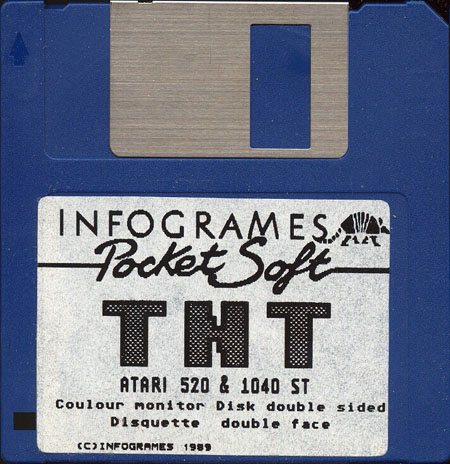 INFOGRAMES
Pocket Soft
TNT
ATARI 520 & 1040 ST
Coulour monitor Disk double sided
Disquette double face
(C)INFOGRAMES 1989